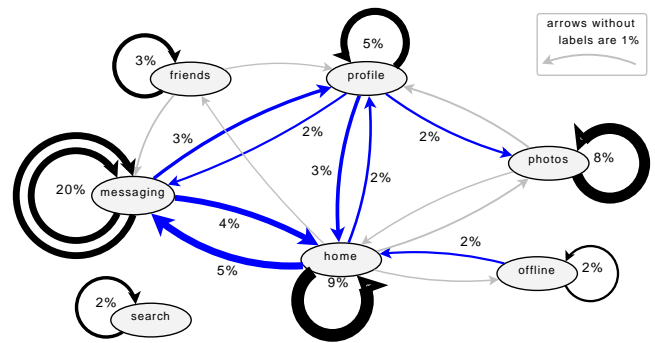 arrows without
labels are 1%
5%
3%
friends
profile
3%
2%
2%
photos
8%
20%
messaging
3%
2%
4%
2%
home
5%
9%
offline
2%
2%
search